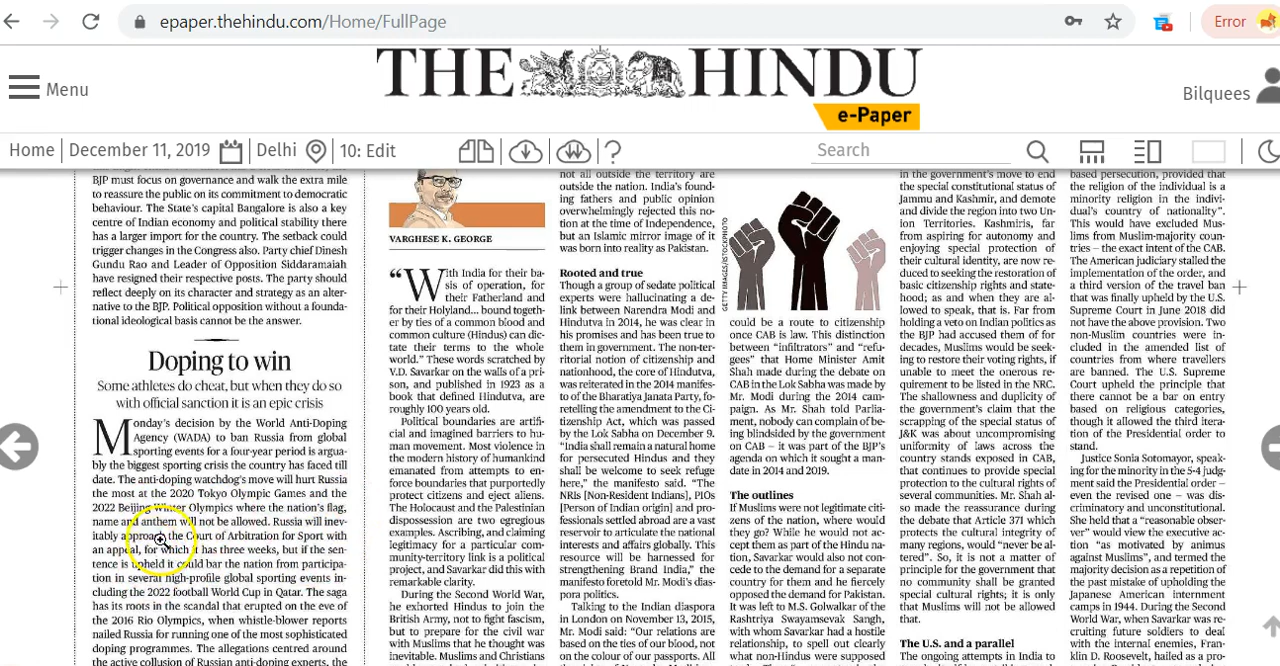 epaper.thehindu.com/Home/FullPage
Error
Menu
THE HINDU
e-Paper
Bilquees
Home
December 11, 2019
Delhi
10: Edit
?
Search
BJP must focus on governance and walk the extra mile
to reassure the public on its commitment to democratic
behaviour. The State's capital Bangalore is also a key
centre of Indian economy and political stability there
has a larger import for the country. The setback could
trigger changes in the Congress also. Party chief Dinesh
Gundu Rao and Leader of Opposition Siddaramaiah
have resigned their respective posts. The party should
reflect deeply on its character and strategy as an alter-
native to the BJP. Political opposition without a founda-
tional ideological basis cannot be the answer.
Doping to win
Some athletes do cheat, but when they do so
with official sanction it is an epic crisis
Monday's decision by the World Anti-Doping
Agency (WADA) to ban Russia from global
sporting events for a four-year period is argua-
bly the biggest sporting crisis the country has faced till
date. The anti-doping watchdog's move will hurt Russia
the most at the 2020 Tokyo Olympic Games and the
2022 Beijing Winter Olympics where the nation's flag,
name and anthem will not be allowed. Russia will inev-
itably approach the Court of Arbitration for Sport with
an appeal, for which it has three weeks, but if the sen-
tence is upheld it could bar the nation from participa-
tion in several high-profile global sporting events in-
cluding the 2022 football World Cup in Qatar. The saga
has its roots in the scandal that erupted on the eve of
the 2016 Rio Olympics, when whistle-blower reports
nailed Russia for running one of the most sophisticated
doping programmes. The allegations centred around
the active collusion of Russian anti-doping experts, the
VARGHESE K. GEORGE
"With India for their ba-
sis of operation, for
their Fatherland and
for their Holyland... bound togeth-
er by ties of a common blood and
common culture (Hindus) can dic-
tate their terms to the whole
world." These words scratched by
V.D. Savarkar on the walls of a pri-
son, and published in 1923 as a
book that defined Hindutva, are
roughly 100 years old.
Political boundaries are artifi-
cial and imagined barriers to hu-
man movement. Most violence in
the modern history of humankind
emanated from attempts to en-
force boundaries that purportedly
protect citizens and eject aliens.
The Holocaust and the Palestinian
dispossession are two egregious
examples. Ascribing, and claiming
legitimacy for a particular com-
munity-territory link is a political
project, and Savarkar did this with
remarkable clarity.
During the Second World War,
he exhorted Hindus to join the
British Army, not to fight fascism,
but to prepare for the civil war
with Muslims that he thought was
inevitable. Muslims and Christians
not all outside the territory are
outside the nation. India's found-
ing fathers and public opinion
overwhelmingly rejected this no-
tion at the time of Independence,
but an Islamic mirror image of it
was born into reality as Pakistan.
Rooted and true
Though a group of sedate political
experts were hallucinating a de-
link between Narendra Modi and
Hindutva in 2014, he was clear in
his promises and has been true to
them in government. The non-ter-
ritorial notion of citizenship and
nationhood, the core of Hindutva,
was reiterated in the 2014 manifes-
to of the Bharatiya Janata Party, fo-
retelling the amendment to the Ci-
tizenship Act, which was passed
by the Lok Sabha on December 9.
"India shall remain a natural home
for persecuted Hindus and they
shall be welcome to seek refuge
here," the manifesto said. "The
NRIs [Non-Resident Indians], PIOs
[Person of Indian origin] and pro-
fessionals settled abroad are a vast
reservoir to articulate the national
interests and affairs globally. This
resource will be harnessed for
strengthening Brand India," the
manifesto foretold Mr. Modi's dias-
pora politics.
Talking to the Indian diaspora
in London on November 13, 2015,
Mr. Modi said: "Our relations are
based on the ties of our blood, not
on the colour of our passports. All
GETTY IMAGES/ISTOCKPHOTO
could be a route to citizenship
once CAB is law. This distinction
between "infiltrators" and "refu-
gees" that Home Minister Amit
Shah made during the debate on
CAB in the Lok Sabha was made by
Mr. Modi during the 2014 cam-
paign. As Mr. Shah told Parlia-
ment, nobody can complain of be-
ing blindsided by the government
on CAB – it was part of the BJP's
agenda on which it sought a man-
date in 2014 and 2019.
The outlines
If Muslims were not legitimate citi-
zens of the nation, where would
they go? While he would not ac-
cept them as part of the Hindu na-
tion, Savarkar would also not con-
cede to the demand for a separate
country for them and he fiercely
opposed the demand for Pakistan.
It was left to M.S. Golwalkar of the
Rashtriya Swayamsevak Sangh,
with whom Savarkar had a hostile
relationship, to spell out clearly
what non-Hindus were supposed
in the government's move to end
the special constitutional status of
Jammu and Kashmir, and demote
and divide the region into two Un-
ion Territories. Kashmiris, far
from aspiring for autonomy and
enjoying special protection of
their cultural identity, are now re-
duced to seeking the restoration of
basic citizenship rights and state-
hood; as and when they are al-
lowed to speak, that is. Far from
holding a veto on Indian politics as
the BJP had accused them of for
decades, Muslims would be seek-
ing to restore their voting rights, if
unable to meet the onerous re-
quirement to be listed in the NRC.
The shallowness and duplicity of
the government's claim that the
scrapping of the special status of
J&K was about uncompromising
uniformity of laws across the
country stands exposed in CAB,
that continues to provide special
protection to the cultural rights of
several communities. Mr. Shah al-
so made the reassurance during
the debate that Article 371 which
protects the cultural integrity of
many regions, would "never be al-
tered". So, it is not a matter of
principle for the government that
no community shall be granted
special cultural rights; it is only
that Muslims will not be allowed
that.
The U.S. and a parallel
The ongoing attempts in India to
based persecution, provided that
the religion of the individual is a
minority religion in the indi-
vidual's country of nationality".
This would have excluded Mus-
lims from Muslim-majority coun-
tries – the exact intent of the CAB.
The American judiciary stalled the
implementation of the order, and
a third version of the travel ban
that was finally upheld by the U.S.
Supreme Court in June 2018 did
not have the above provision. Two
non-Muslim countries were in-
cluded in the amended list of
countries from where travellers
are banned. The U.S. Supreme
Court upheld the principle that
there cannot be a bar on entry
based on religious categories,
though it allowed the third itera-
tion of the Presidential order to
stand.
Justice Sonia Sotomayor, speak-
ing for the minority in the 5-4 judg-
ment said the Presidential order –
even the revised one – was dis-
criminatory and unconstitutional.
She held that a "reasonable obser-
ver" would view the executive action
"as motivated by animus
against Muslims", and termed the
majority decision as a repetition of
the past mistake of upholding the
Japanese American internment
camps in 1944. During the Second
World War, when Savarkar was re-
cruiting future soldiers to deal
with the internal enemies, Frank-
lin D. Roosevelt, hailed as a pro-